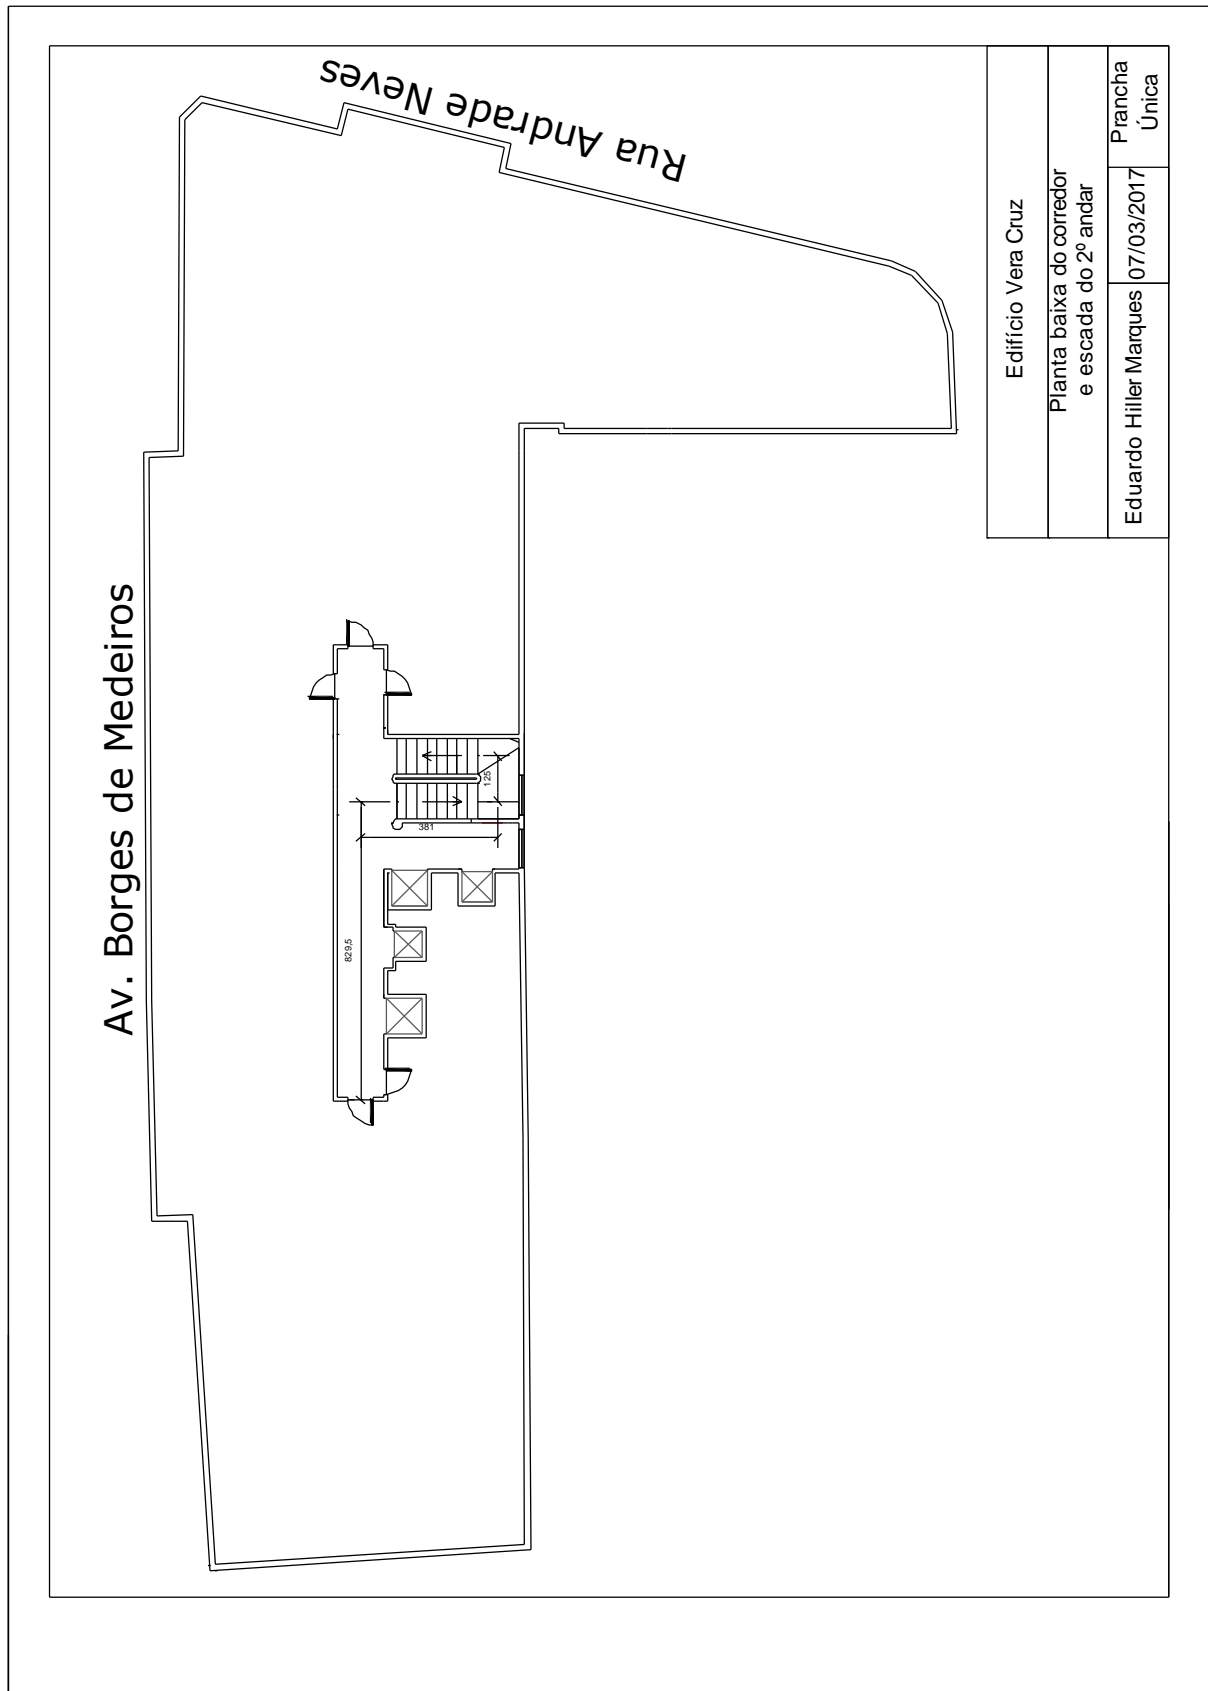 Rua Andrade Neves
Av. Borges de Medeiros
829,5
381
125
Edifício Vera Cruz
Planta baixa do corredor
e escada do 2º andar
Eduardo Hiller Marques
07/03/2017
Prancha
Única